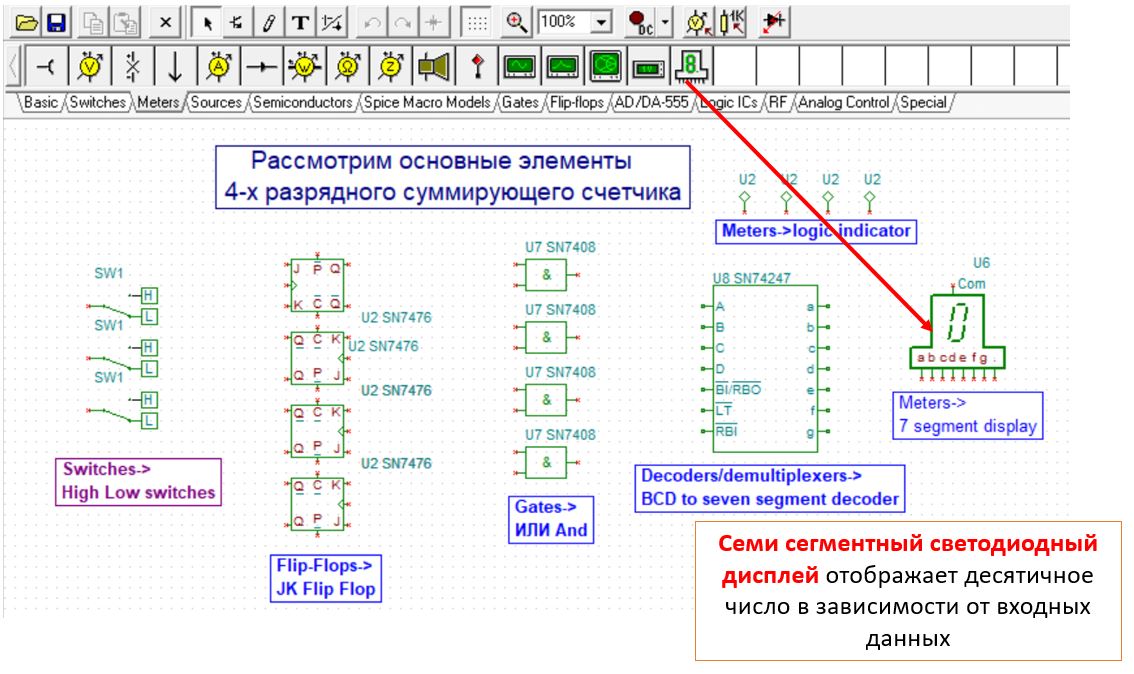 DC
1K
100%
Basic Switches Meters Sources Semiconductors Spice Macro Models Gates Flip-flops AD/DA-555 Logic ICs RF Analog Control Special
Рассмотрим основные элементы
4-х разрядного суммирующего счетчика
U2 U2 U2 U2
Meters->logic indicator
SW1
H
L
SW1
H
L
SW1
H
L
Switches->
High Low switches
J P Q
K C Q
U2 SN7476
Q C K
Q P J
U2 SN7476
U2 SN7476
Q C K
Q P J
U2 SN7476
Q C K
Q P J
Flip-Flops->
JK Flip Flop
U7 SN7408
&
U7 SN7408
&
U7 SN7408
&
U7 SN7408
&
Gates->
ИЛИ And
U8 SN74247
A a
B b
C c
D d
BI/RBO e
LT f
RBI g
Decoders/demultiplexers->
BCD to seven segment decoder
U6
Com
0
a b c d e f g .
Meters->
7 segment display
Семи сегментный светодиодный
дисплей отображает десятичное
число в зависимости от входных
данных